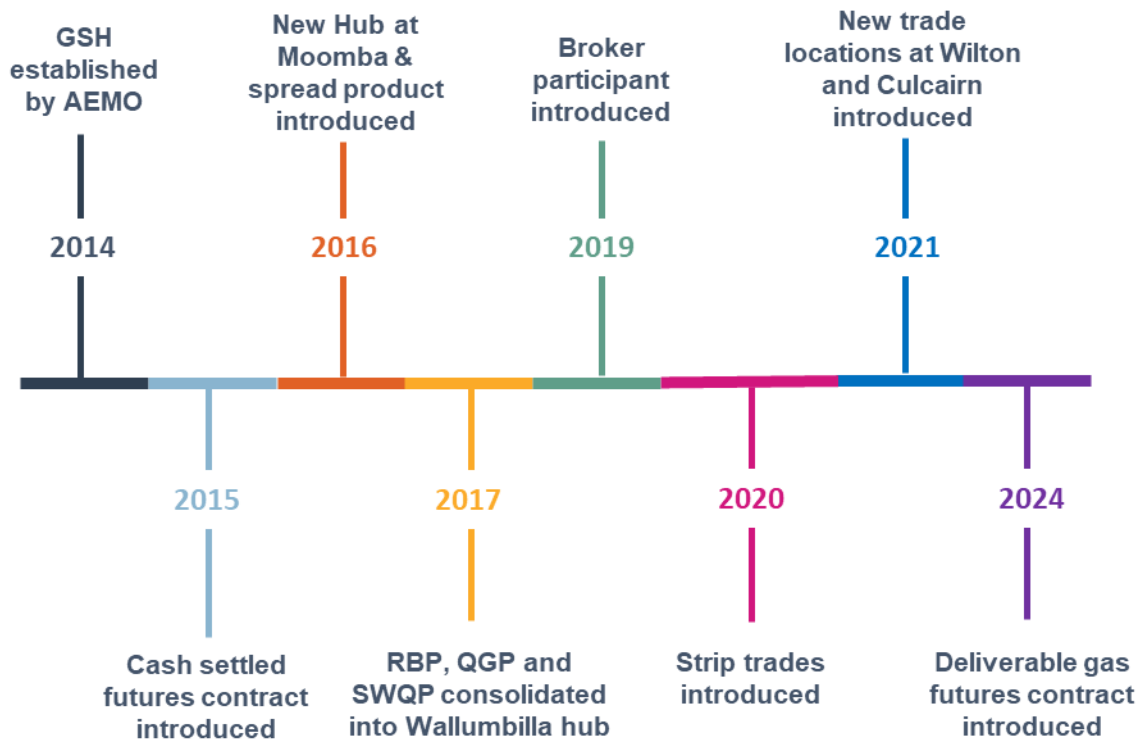 GSH
established
by AEMO
2014
Cash settled
futures contract
introduced
2015
New Hub at
Moomba &
spread product
introduced
2016
RBP, QGP and
SWQP consolidated
into Wallumbilla hub
2017
Broker
participant
introduced
2019
Strip trades
introduced
2020
New trade
locations at Wilton
and Culcairn
introduced
2021
Deliverable gas
futures contract
introduced
2024